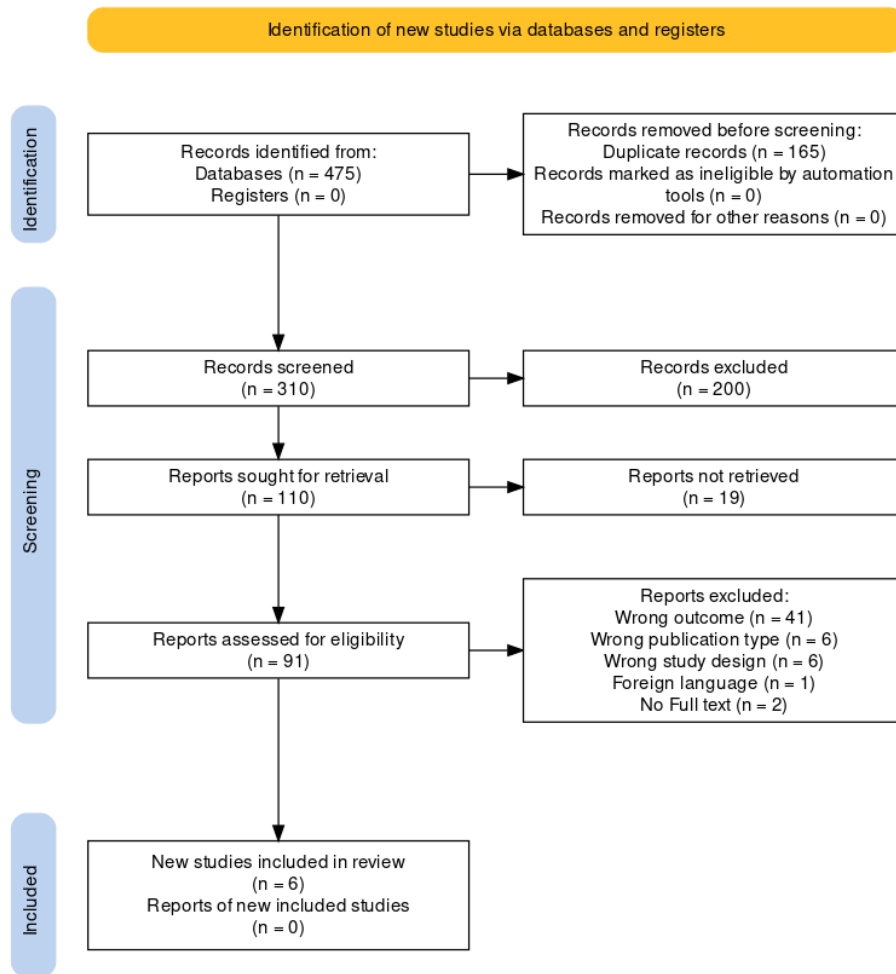 Identification of new studies via databases and registers
Identification
Records identified from:
Databases (n = 475)
Registers (n = 0)
Records removed before screening:
Duplicate records (n = 165)
Records marked as ineligible by automation
tools (n = 0)
Records removed for other reasons (n = 0)
Screening
Records screened
(n = 310)
Records excluded
(n = 200)
Reports sought for retrieval
(n = 110)
Reports not retrieved
(n = 19)
Reports assessed for eligibility
(n = 91)
Reports excluded:
Wrong outcome (n = 41)
Wrong publication type (n = 6)
Wrong study design (n = 6)
Foreign language (n = 1)
No Full text (n = 2)
Included
New studies included in review
(n = 6)
Reports of new included studies
(n = 0)